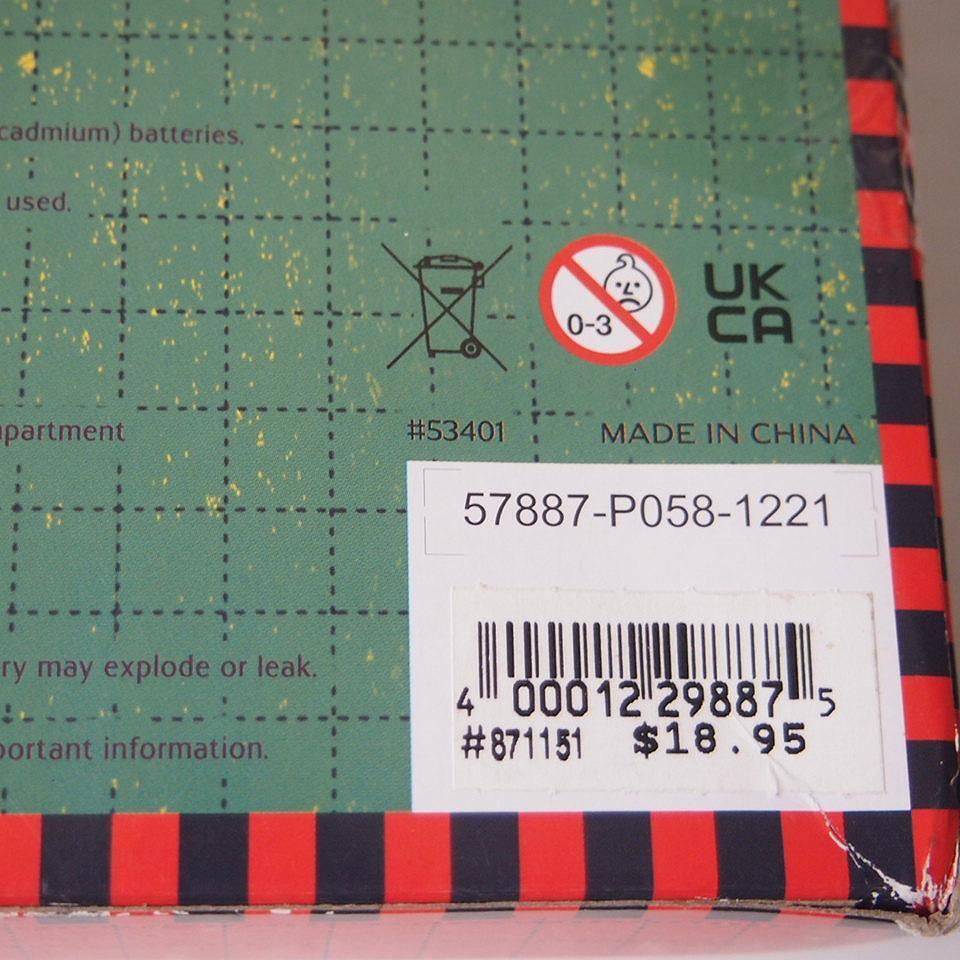 cadmium) batteries.
used.
0-3
UK
CA
partment
#53401
MADE IN CHINA
57887-P058-1221
ry may explode or leak.
4 00012 29887 5
#871151 $18.95
portant information.